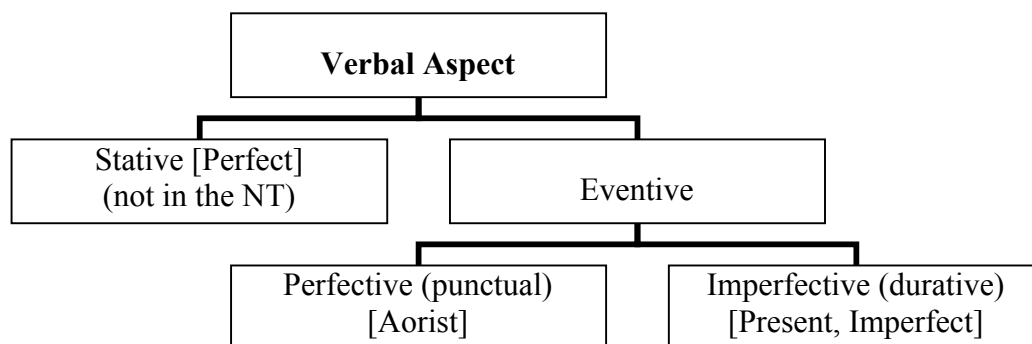 Verbal Aspect
Stative [Perfect]
(not in the NT)
Eventive
Perfective (punctual)
[Aorist]
Imperfective (durative)
[Present, Imperfect]